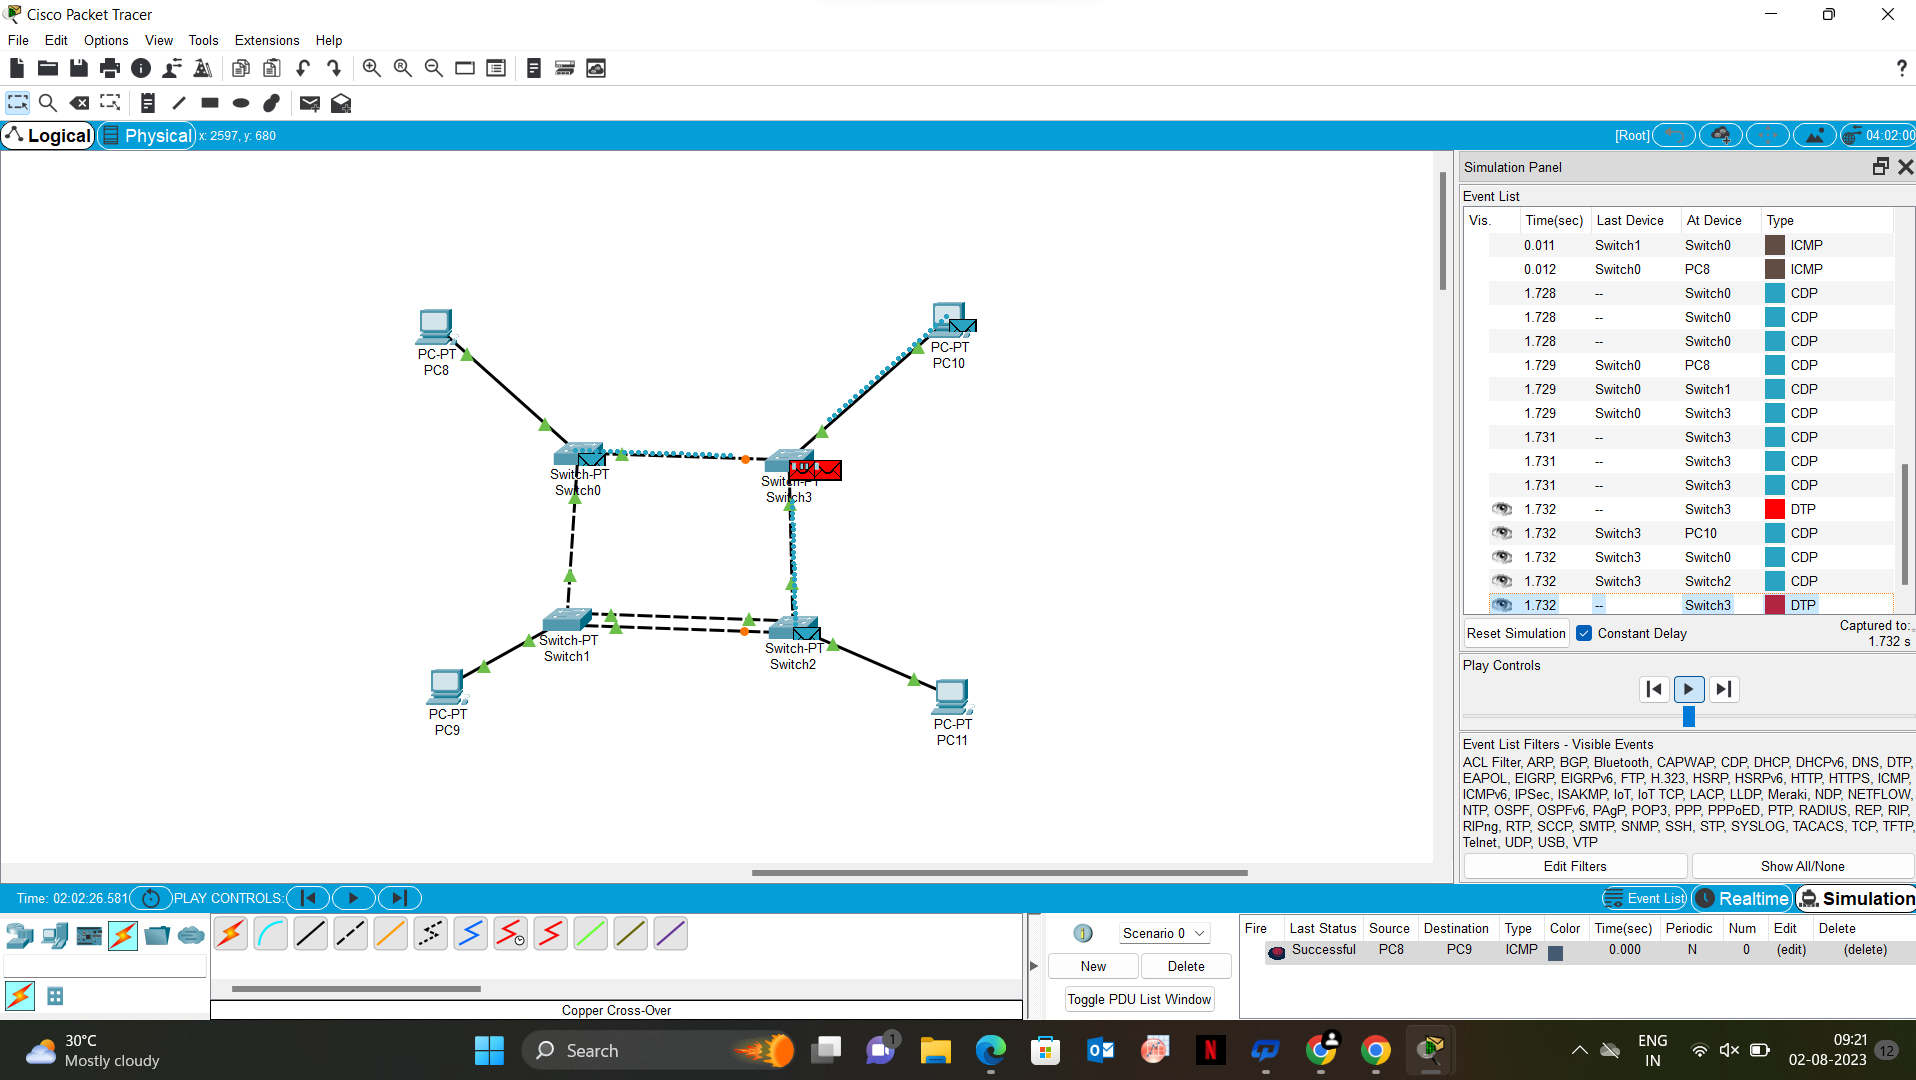 Cisco Packet Tracer
File Edit Options View Tools Extensions Help
?
Logical Physical x: 2597, y: 680 [Root] 04:02:00
Simulation Panel
Event List
Vis. Time(sec) Last Device At Device Type
0.011 Switch1 Switch0 ICMP
0.012 Switch0 PC8 ICMP
1.728 -- Switch0 CDP
1.728 -- Switch0 CDP
1.728 -- Switch0 CDP
1.729 Switch0 PC8 CDP
1.729 Switch0 Switch1 CDP
1.729 Switch0 Switch3 CDP
1.731 -- Switch3 CDP
1.731 -- Switch3 CDP
1.731 -- Switch3 CDP
1.732 -- Switch3 DTP
1.732 Switch3 PC10 CDP
1.732 Switch3 Switch0 CDP
1.732 Switch3 Switch2 CDP
1.732 -- Switch3 DTP
Reset Simulation Constant Delay Captured to:
1.732 s
Play Controls
Event List Filters - Visible Events
ACL Filter, ARP, BGP, Bluetooth, CAPWAP, CDP, DHCP, DHCPv6, DNS, DTP,
EAPOL, EIGRP, EIGRPv6, FTP, H.323, HSRP, HSRPv6, HTTP, HTTPS, ICMP,
ICMPv6, IPSec, ISAKMP, IoT, IoT TCP, LACP, LLDP, Meraki, NDP, NETFLOW,
NTP, OSPF, OSPFv6, PAgP, POP3, PPP, PPPoED, PTP, RADIUS, REP, RIP,
RIPng, RTP, SCCP, SMTP, SNMP, SSH, STP, SYSLOG, TACACS, TCP, TFTP,
Telnet, UDP, USB, VTP
Edit Filters Show All/None
PC-PT
PC8
PC-PT
PC10
Switch-PT
Switch0
Switch-PT
Switch3
Switch-PT
Switch1
Switch-PT
Switch2
PC-PT
PC9
PC-PT
PC11
Time: 02:02:26.581 PLAY CONTROLS: Event List Realtime Simulation
Copper Cross-Over
1 Scenario 0
New Delete
Toggle PDU List Window
Fire Last Status Source Destination Type Color Time(sec) Periodic Num Edit Delete
Successful PC8 PC9 ICMP 0.000 N 0 (edit) (delete)
30°C
Mostly cloudy
Search
1
ENG
IN
09:21
02-08-2023
12